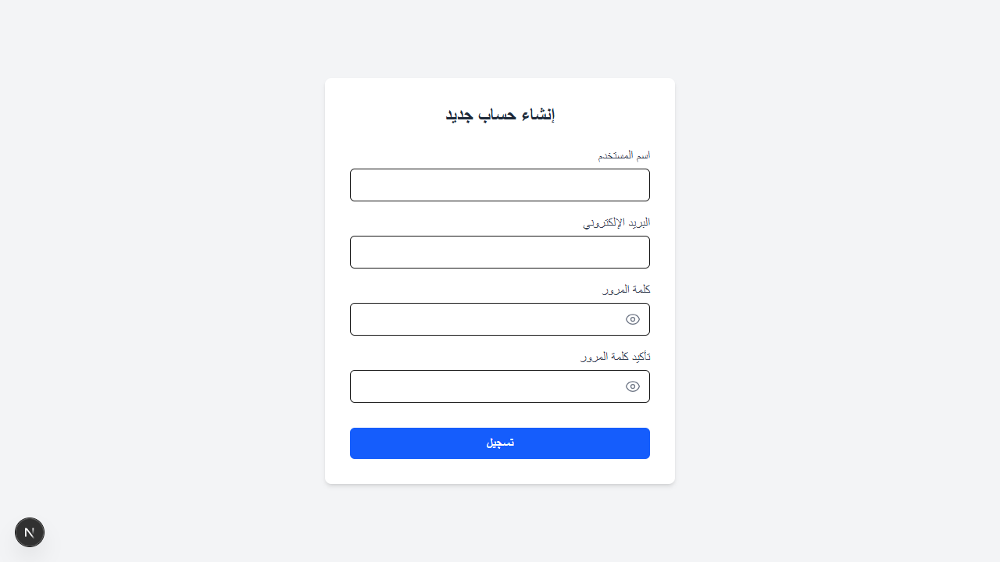 إنشاء حساب جديد
اسم المستخدم
البريد الإلكتروني
كلمة المرور
تأكيد كلمة المرور
تسجيل
N